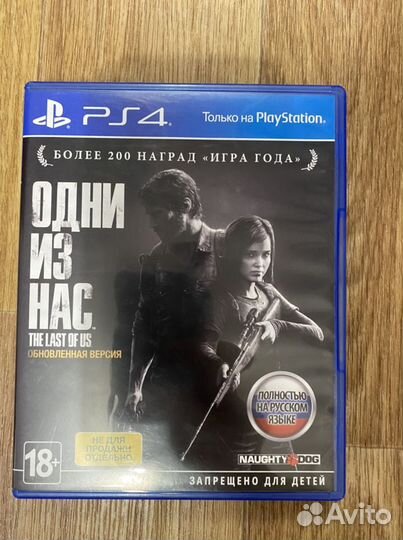 PS4
Только на PlayStation®
БОЛЕЕ 200 НАГРАД «ИГРА ГОДА»
ОДНИ
ИЗ
НАС
THE LAST OF US
ОБНОВЛЕННАЯ ВЕРСИЯ
ПОЛНОСТЬЮ
НА РУССКОМ
ЯЗЫКЕ
НЕ ДЛЯ
ПРОДАЖИ
ОТДЕЛЬНО.
18+
NAUGHTY DOG
ЗАПРЕЩЕНО ДЛЯ ДЕТЕЙ
Avito